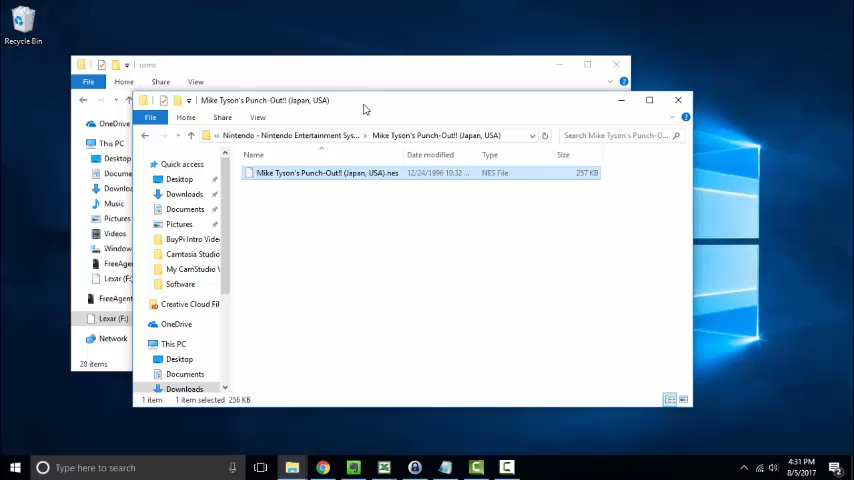 Recycle Bin
roms
File Home Share View
OneDrive
This PC
Desktop
Docume
Downlo
Music
Pictures
Videos
Window
FreeAgen
Lexar (F:)
FreeAgent
Lexar (F:)
Network
28 items
Mike Tyson's Punch-Out!! (Japan, USA)
File Home Share View
« Nintendo - Nintendo Entertainment Sys... > Mike Tyson's Punch-Out!! (Japan, USA)
Search Mike Tyson's Punch-O...
Name Date modified Type Size
Mike Tyson's Punch-Out!! (Japan, USA).nes 12/24/1996 10:32 ... NES File 257 KB
Quick access
Desktop
Downloads
Documents
Pictures
BuyPi Intro Vide
Camtasia Studio
My CamStudio V
Software
Creative Cloud Fil
OneDrive
This PC
Desktop
Documents
Downloads
1 item 1 item selected 256 KB
Type here to search
4:31 PM
8/5/2017
2